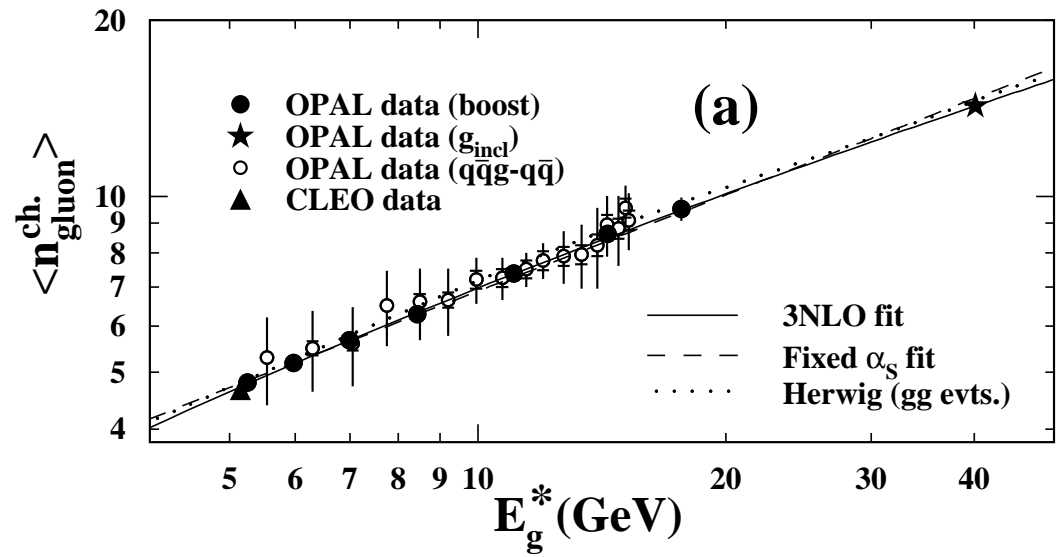 20
(a)
OPAL data (boost)
OPAL data (g_incl)
OPAL data (qq̄g-qq̄)
CLEO data
10
9
8
7
6
5
4
<n^ch._gluon>
3NLO fit
Fixed α_S fit
Herwig (gg evts.)
5 6 7 8 9 10 20 30 40
E_g^* (GeV)